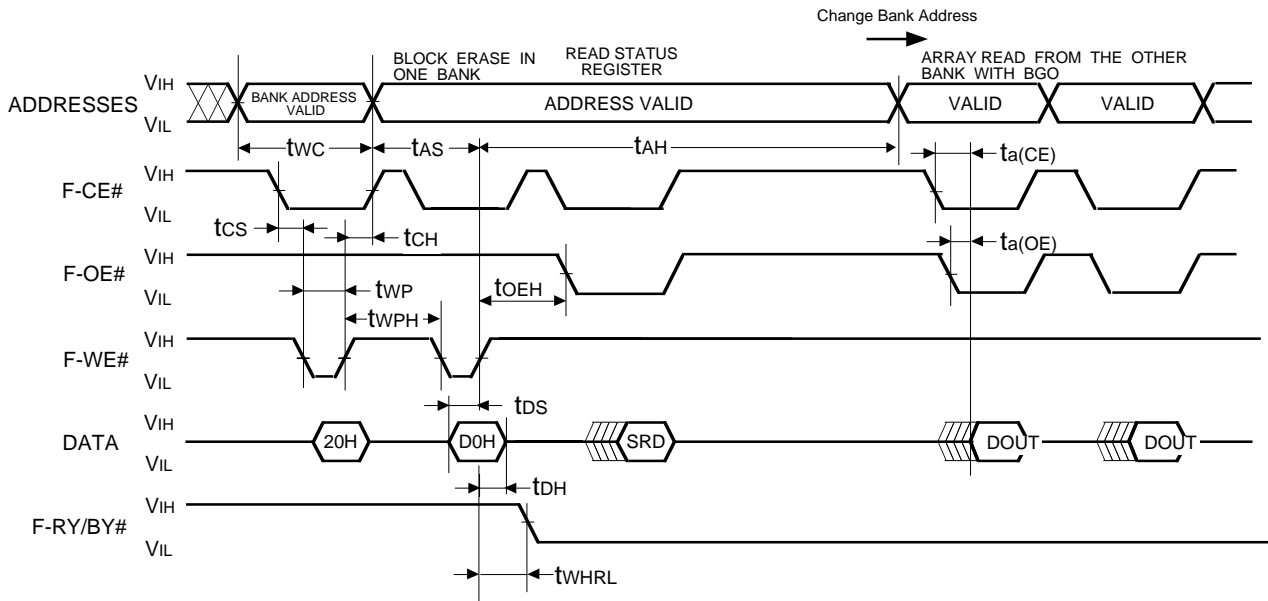 Change Bank Address
BLOCK ERASE IN
ONE BANK
READ STATUS
REGISTER
ARRAY READ FROM THE OTHER
BANK WITH BGO
ADDRESSES
VIH
VIL
BANK ADDRESS
VALID
ADDRESS VALID
VALID
VALID
tWC
tAS
tAH
ta(CE)
F-CE#
VIH
VIL
tCS
tCH
ta(OE)
F-OE#
VIH
VIL
tWP
tOEH
tWPH
F-WE#
VIH
VIL
tDS
DATA
VIH
VIL
20H
D0H
SRD
DOUT
DOUT
tDH
F-RY/BY#
VIH
VIL
tWHRL